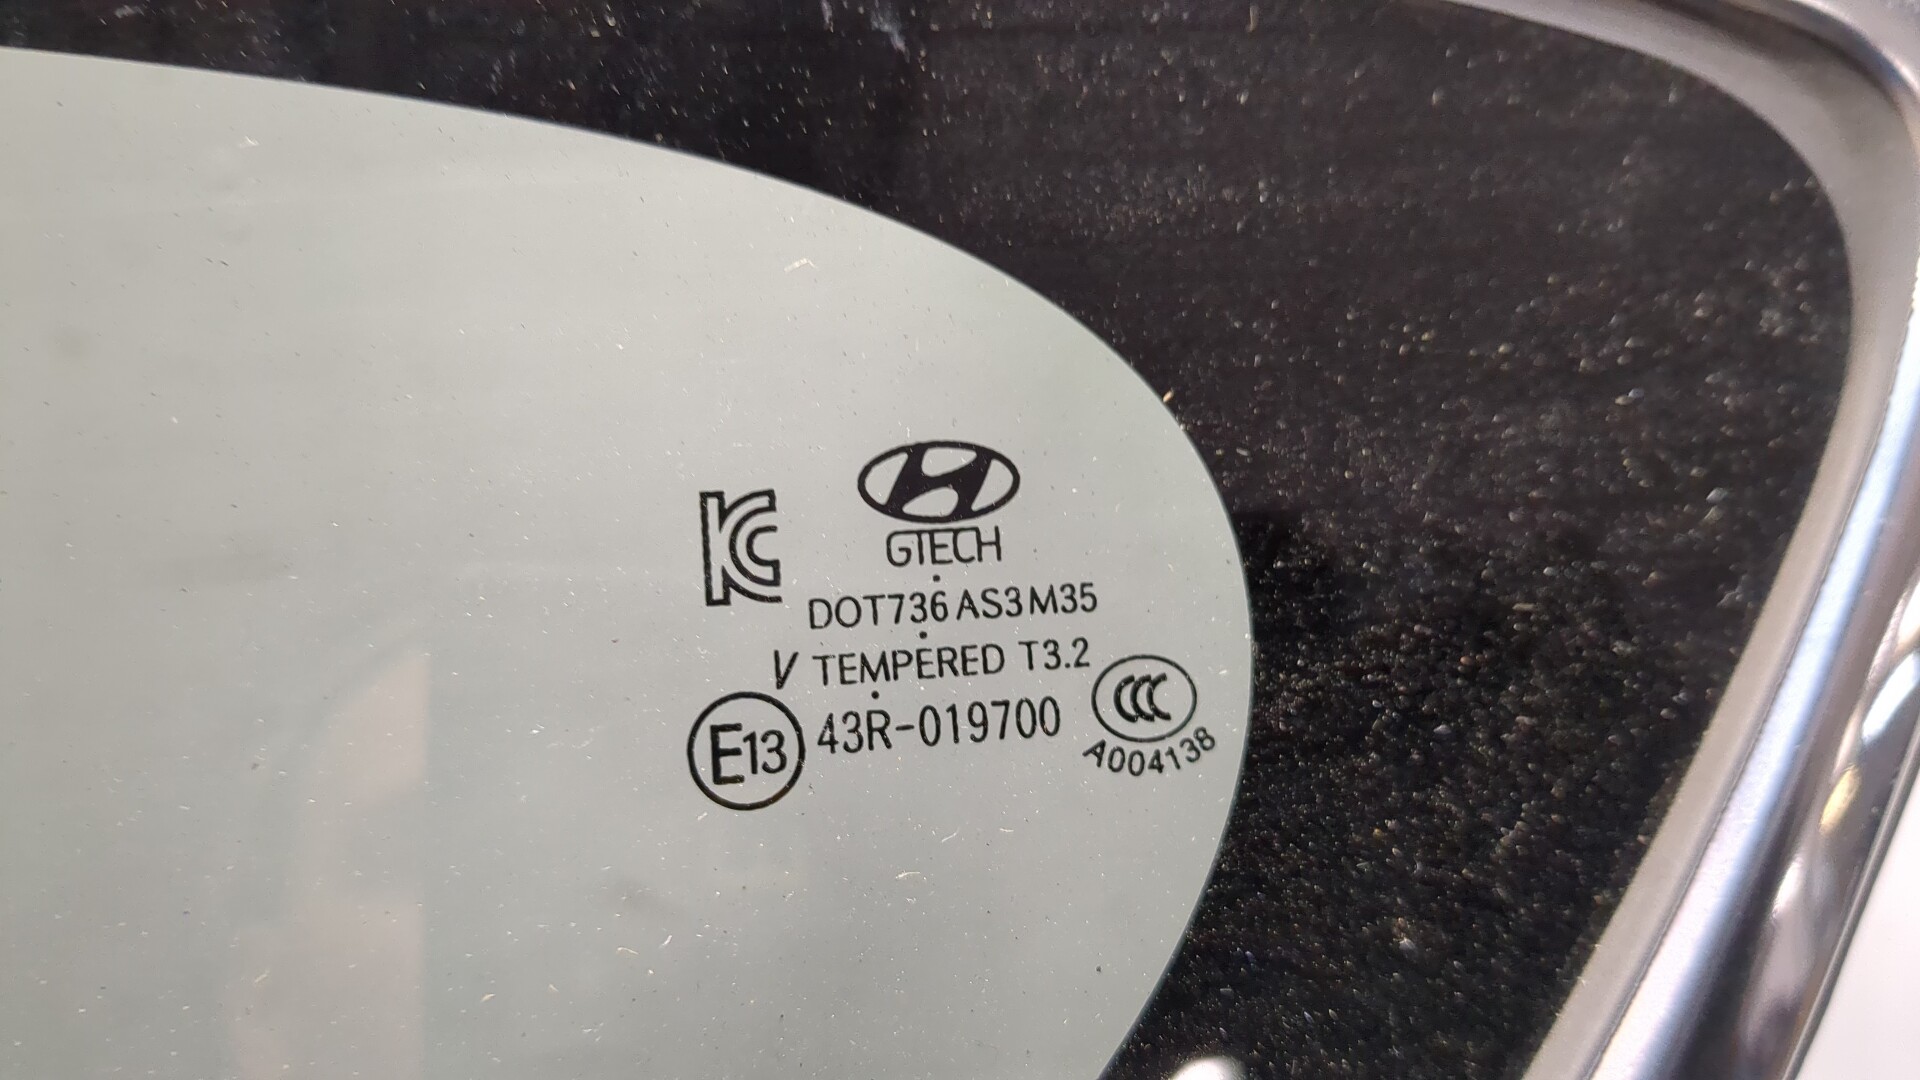 KC
GTECH
DOT736 AS3 M35
V TEMPERED T3.2
E13 43R-019700
CCC
A004138